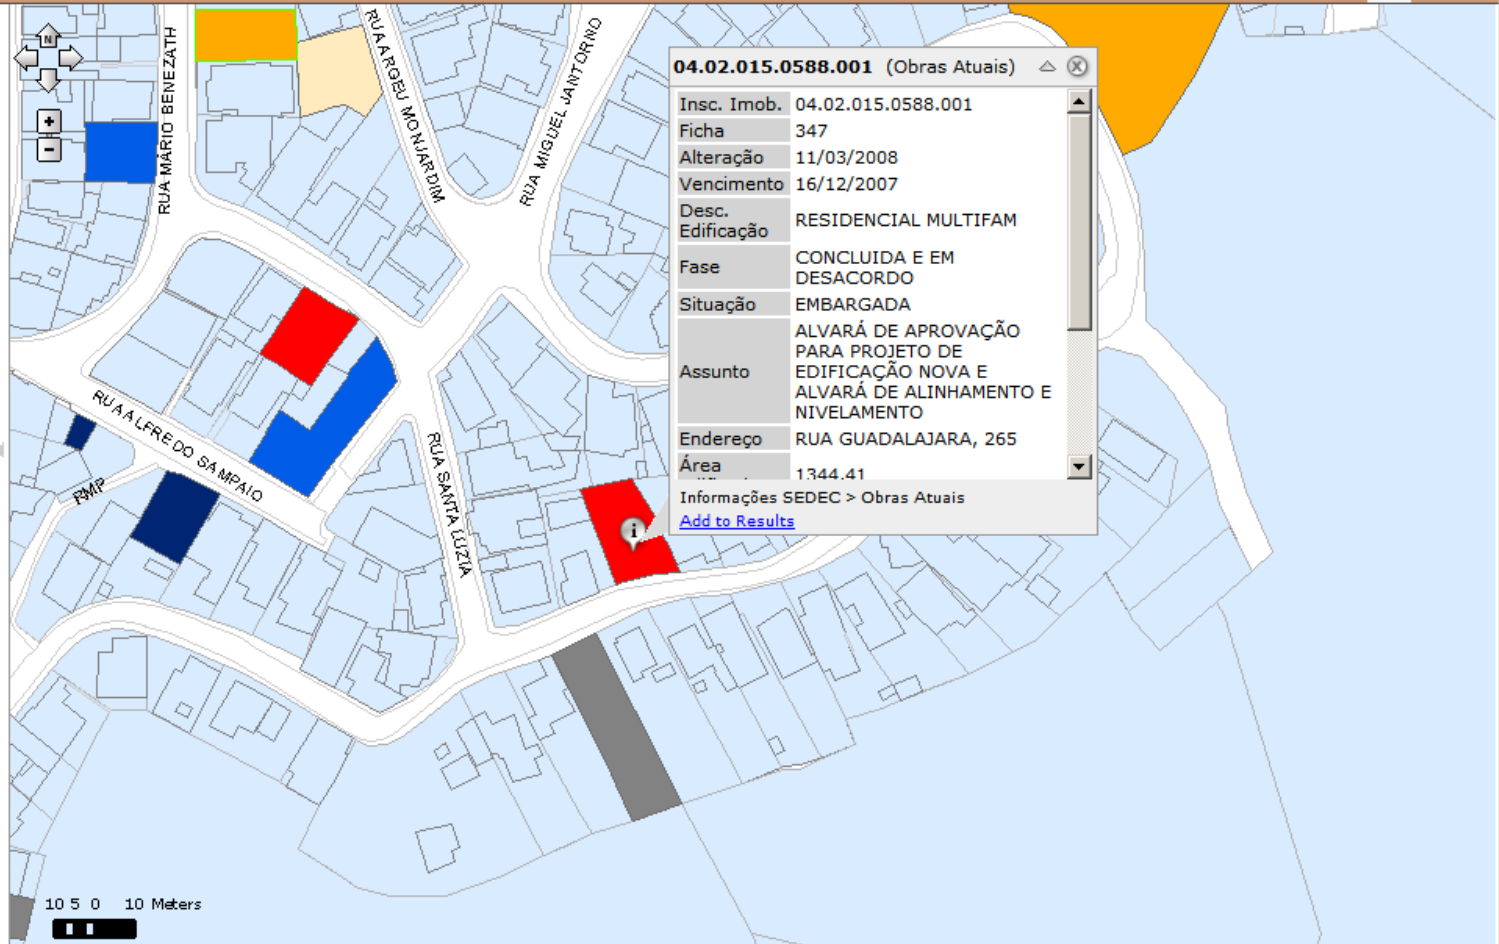 RUA MÁRIO BENEZATH
RUA ARGEU MONJARDIM
RUA MIGUEL JANTORNO
N
+
−
04.02.015.0588.001 (Obras Atuais)
Insc. Imob. 04.02.015.0588.001
Ficha 347
Alteração 11/03/2008
Vencimento 16/12/2007
Desc.
Edificação RESIDENCIAL MULTIFAM
Fase CONCLUIDA E EM
DESACORDO
Situação EMBARGADA
Assunto ALVARÁ DE APROVAÇÃO
PARA PROJETO DE
EDIFICAÇÃO NOVA E
ALVARÁ DE ALINHAMENTO E
NIVELAMENTO
Endereço RUA GUADALAJARA, 265
Área
1344.41
Informações SEDEC > Obras Atuais
Add to Results
RUA ALFREDO SAMPAIO
RMP
RUA SANTA LUZIA
i
10 5 0 10 Meters